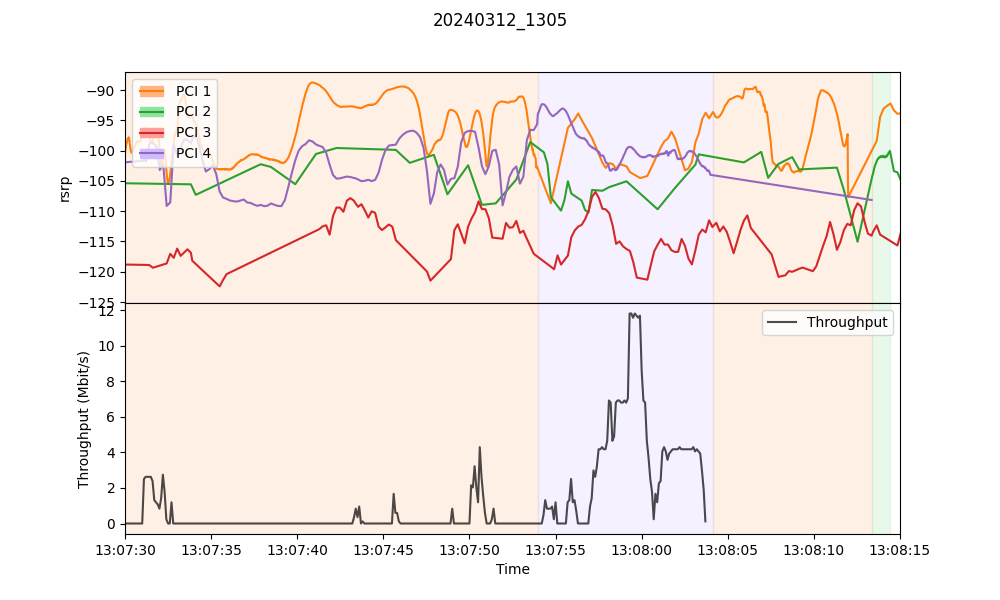 20240312_1305
−90
−95
−100
−105
−110
−115
−120
−125
rsrp
PCI 1
PCI 2
PCI 3
PCI 4
12
10
8
6
4
2
0
Throughput (Mbit/s)
Throughput
13:07:30 13:07:35 13:07:40 13:07:45 13:07:50 13:07:55 13:08:00 13:08:05 13:08:10 13:08:15
Time